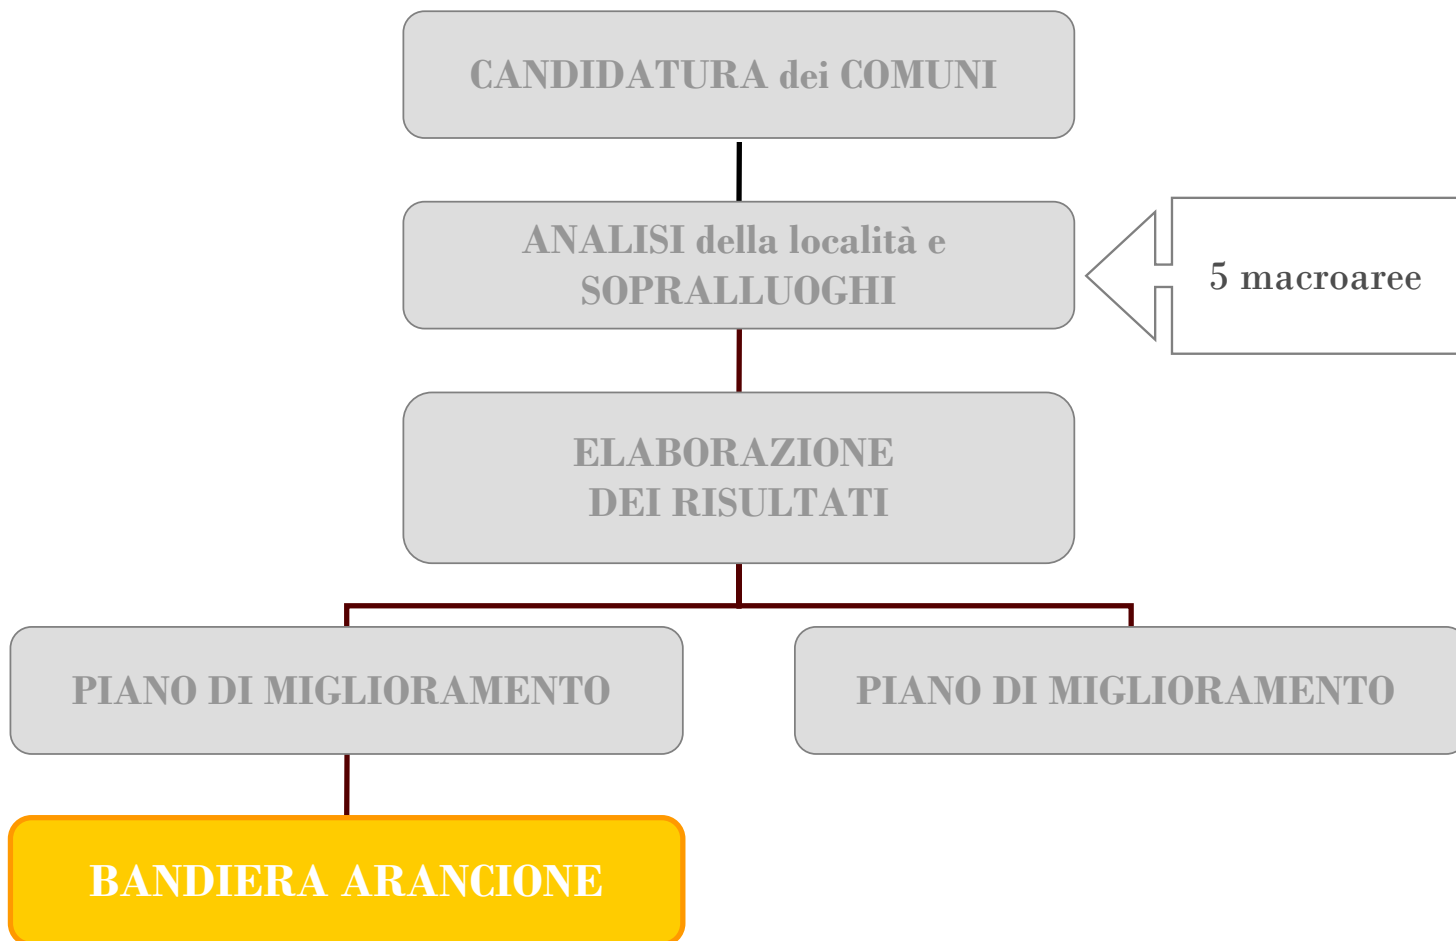 CANDIDATURA dei COMUNI
ANALISI della località e
SOPRALLUOGHI
5 macroaree
ELABORAZIONE
DEI RISULTATI
PIANO DI MIGLIORAMENTO
PIANO DI MIGLIORAMENTO
BANDIERA ARANCIONE